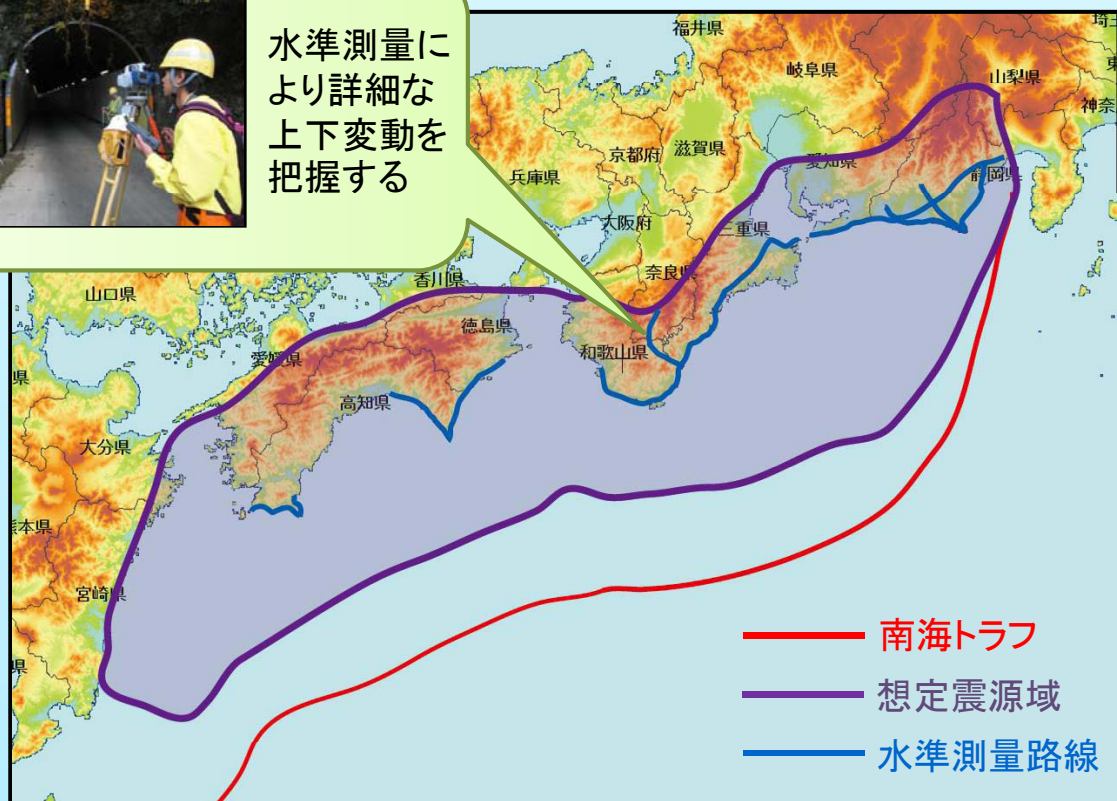 水準測量に
より詳細な
上下変動を
把握する
福井県
岐阜県
山梨県
京都府
滋賀県
愛知県
静岡県
兵庫県
大阪府
三重県
奈良県
香川県
山口県
徳島県
和歌山県
愛媛県
高知県
大分県
宮崎県
南海トラフ
想定震源域
水準測量路線